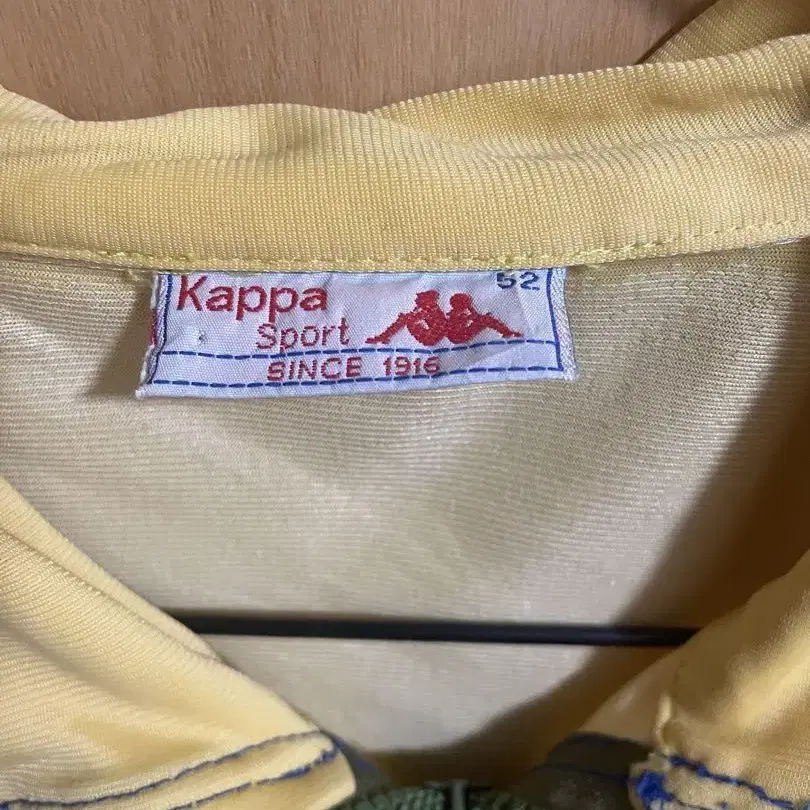 52
Kappa
Sport
SINCE 1916